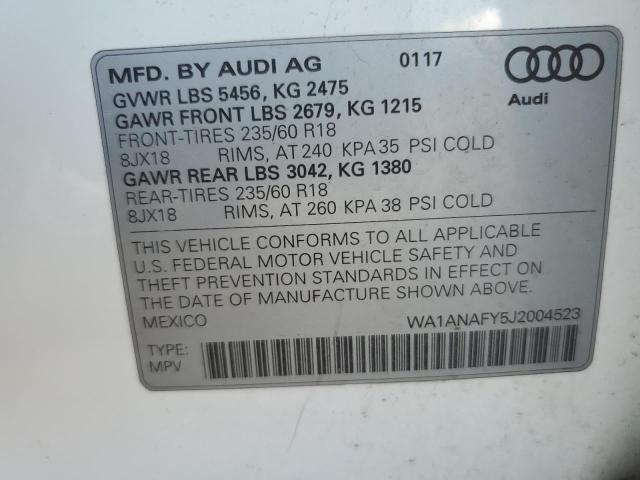 MFD. BY AUDI AG 0117
GVWR LBS 5456, KG 2475
GAWR FRONT LBS 2679, KG 1215
Audi
FRONT-TIRES 235/60 R18
8JX18 RIMS, AT 240 KPA 35 PSI COLD
GAWR REAR LBS 3042, KG 1380
REAR-TIRES 235/60 R18
8JX18 RIMS, AT 260 KPA 38 PSI COLD
THIS VEHICLE CONFORMS TO ALL APPLICABLE
U.S. FEDERAL MOTOR VEHICLE SAFETY AND
THEFT PREVENTION STANDARDS IN EFFECT ON
THE DATE OF MANUFACTURE SHOWN ABOVE.
MEXICO WA1ANAFY5J2004523
TYPE:
MPV